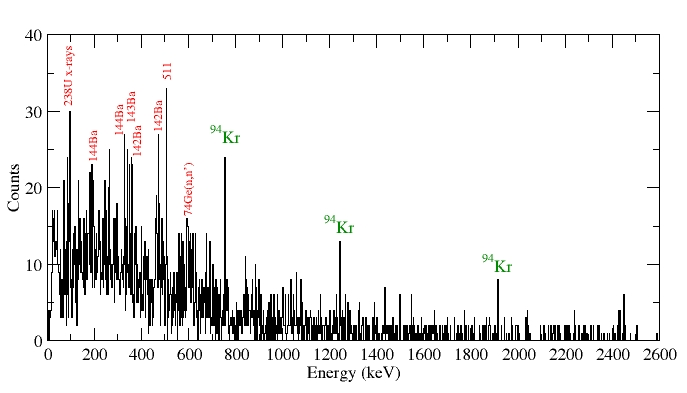 40
30
20
10
0
Counts
238U x-rays
144Ba
144Ba
143Ba
142Ba
142Ba
511
74Ge(n,n')
94Kr
94Kr
94Kr
0 200 400 600 800 1000 1200 1400 1600 1800 2000 2200 2400 2600
Energy (keV)